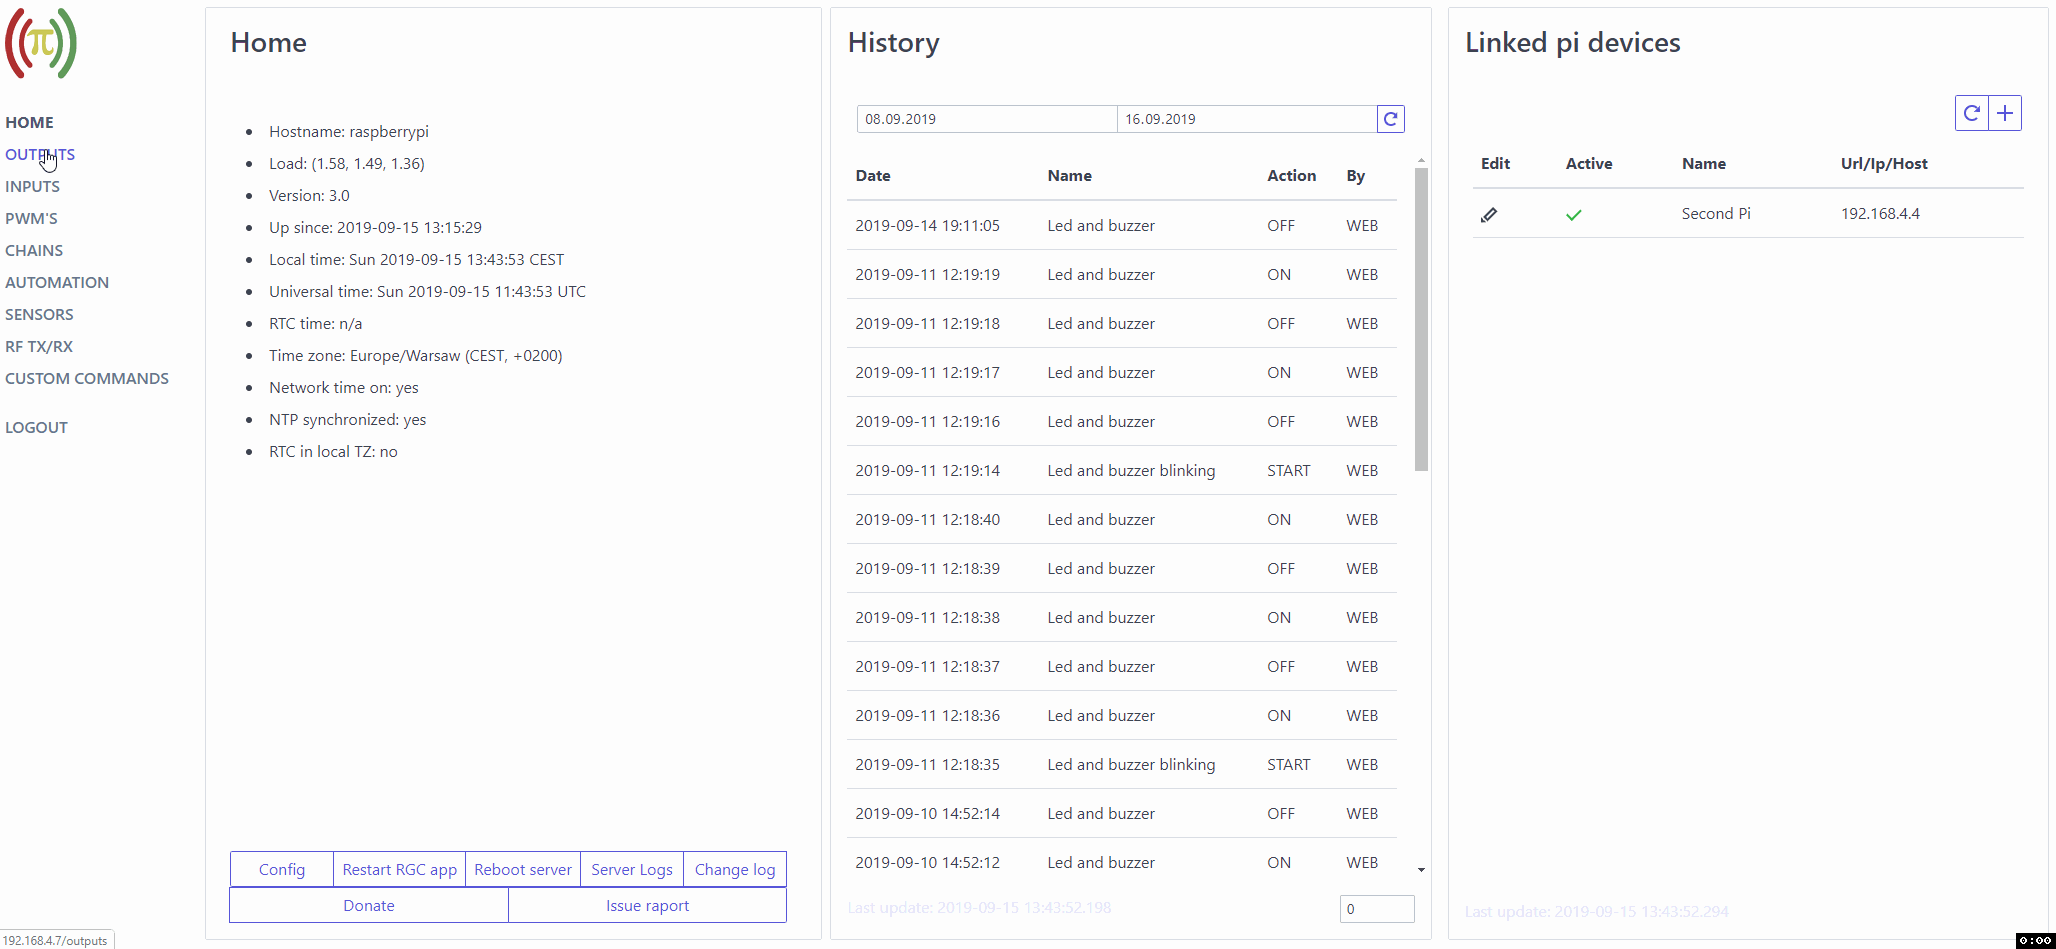 π
HOME
OUTPUTS
INPUTS
PWM'S
CHAINS
AUTOMATION
SENSORS
RF TX/RX
CUSTOM COMMANDS
LOGOUT
Home
Hostname: raspberrypi
Load: (1.58, 1.49, 1.36)
Version: 3.0
Up since: 2019-09-15 13:15:29
Local time: Sun 2019-09-15 13:43:53 CEST
Universal time: Sun 2019-09-15 11:43:53 UTC
RTC time: n/a
Time zone: Europe/Warsaw (CEST, +0200)
Network time on: yes
NTP synchronized: yes
RTC in local TZ: no
Config Restart RGC app Reboot server Server Logs Change log
Donate Issue raport
History
08.09.2019 16.09.2019
Date Name Action By
2019-09-14 19:11:05 Led and buzzer OFF WEB
2019-09-11 12:19:19 Led and buzzer ON WEB
2019-09-11 12:19:18 Led and buzzer OFF WEB
2019-09-11 12:19:17 Led and buzzer ON WEB
2019-09-11 12:19:16 Led and buzzer OFF WEB
2019-09-11 12:19:14 Led and buzzer blinking START WEB
2019-09-11 12:18:40 Led and buzzer ON WEB
2019-09-11 12:18:39 Led and buzzer OFF WEB
2019-09-11 12:18:38 Led and buzzer ON WEB
2019-09-11 12:18:37 Led and buzzer OFF WEB
2019-09-11 12:18:36 Led and buzzer ON WEB
2019-09-11 12:18:35 Led and buzzer blinking START WEB
2019-09-10 14:52:14 Led and buzzer OFF WEB
2019-09-10 14:52:12 Led and buzzer ON WEB
Last update: 2019-09-15 13:43:52.198 0
Linked pi devices
Edit Active Name Url/Ip/Host
Second Pi 192.168.4.4
Last update: 2019-09-15 13:43:52.294
192.168.4.7/outputs
0:00